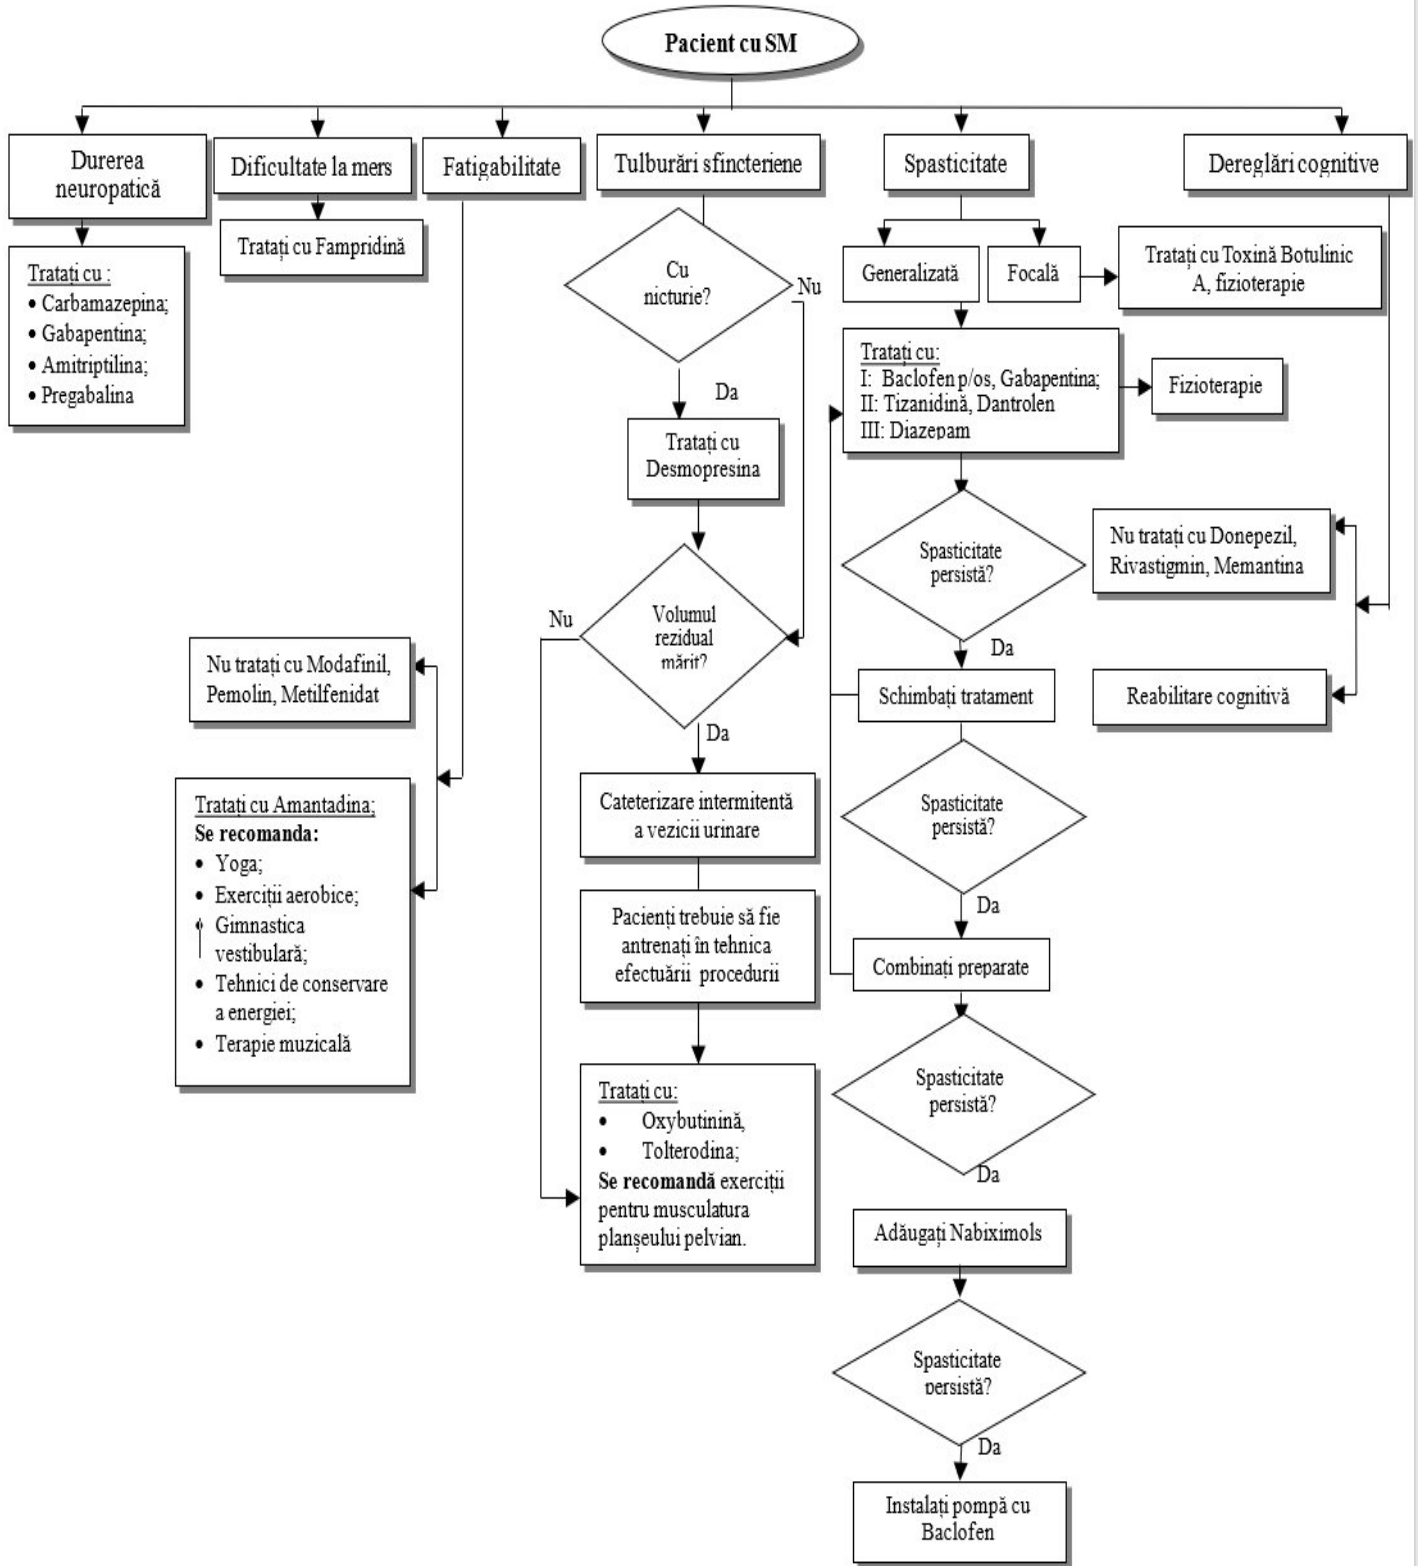 Pacient cu SM
Durerea
neuropatică
Tratați cu :
• Carbamazepina;
• Gabapentina;
• Amitriptilina;
• Pregabalina
Dificultate la mers
Tratați cu Fampridină
Fatigabilitate
Nu tratați cu Modafinil,
Pemolin, Metilfenidat
Tratați cu Amantadina;
Se recomanda:
• Yoga;
• Exerciții aerobice;
• Gimnastica
vestibulară;
• Tehnici de conservare
a energiei;
• Terapie muzicală
Tulburări sfincteriene
Cu
nicturie?
Nu
Da
Tratați cu
Desmopresina
Volumul
rezidual
mărit?
Nu
Da
Cateterizare intermitentă
a vezicii urinare
Pacienți trebuie să fie
antrenați în tehnica
efectuării procedurii
Tratați cu:
• Oxybutinină,
• Tolterodina;
Se recomandă exerciții
pentru musculatura
planșeului pelvian.
Spasticitate
Generalizată
Focală
Tratați cu Toxină Botulinic
A, fizioterapie
Tratați cu:
I: Baclofen p/os, Gabapentina;
II: Tizanidină, Dantrolen
III: Diazepam
Fizioterapie
Spasticitate
persistă?
Da
Schimbați tratament
Spasticitate
persistă?
Da
Combinați preparate
Spasticitate
persistă?
Da
Adăugați Nabiximols
Spasticitate
persistă?
Da
Instalați pompă cu
Baclofen
Dereglări cognitive
Nu tratați cu Donepezil,
Rivastigmin, Memantina
Reabilitare cognitivă